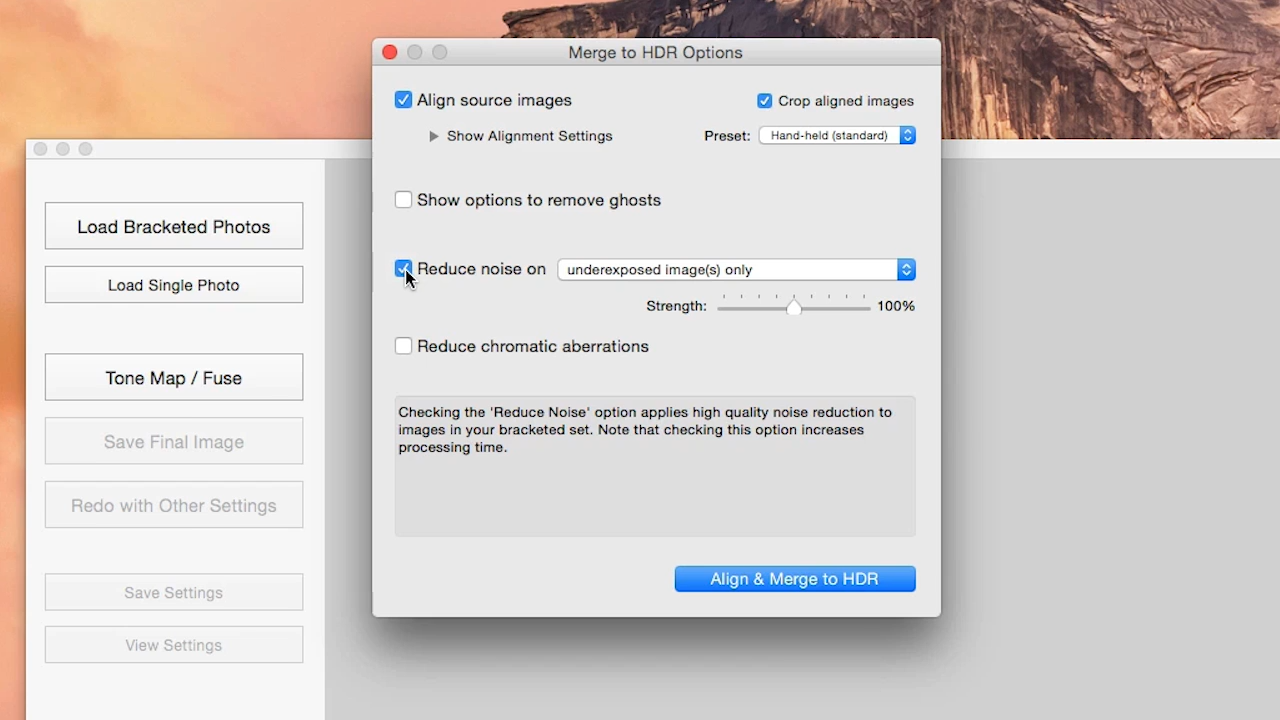 Merge to HDR Options
Align source images
Crop aligned images
Show Alignment Settings
Preset: Hand-held (standard)
Show options to remove ghosts
Reduce noise on underexposed image(s) only
Strength: 100%
Reduce chromatic aberrations
Checking the 'Reduce Noise' option applies high quality noise reduction to
images in your bracketed set. Note that checking this option increases
processing time.
Align & Merge to HDR
Load Bracketed Photos
Load Single Photo
Tone Map / Fuse
Save Final Image
Redo with Other Settings
Save Settings
View Settings